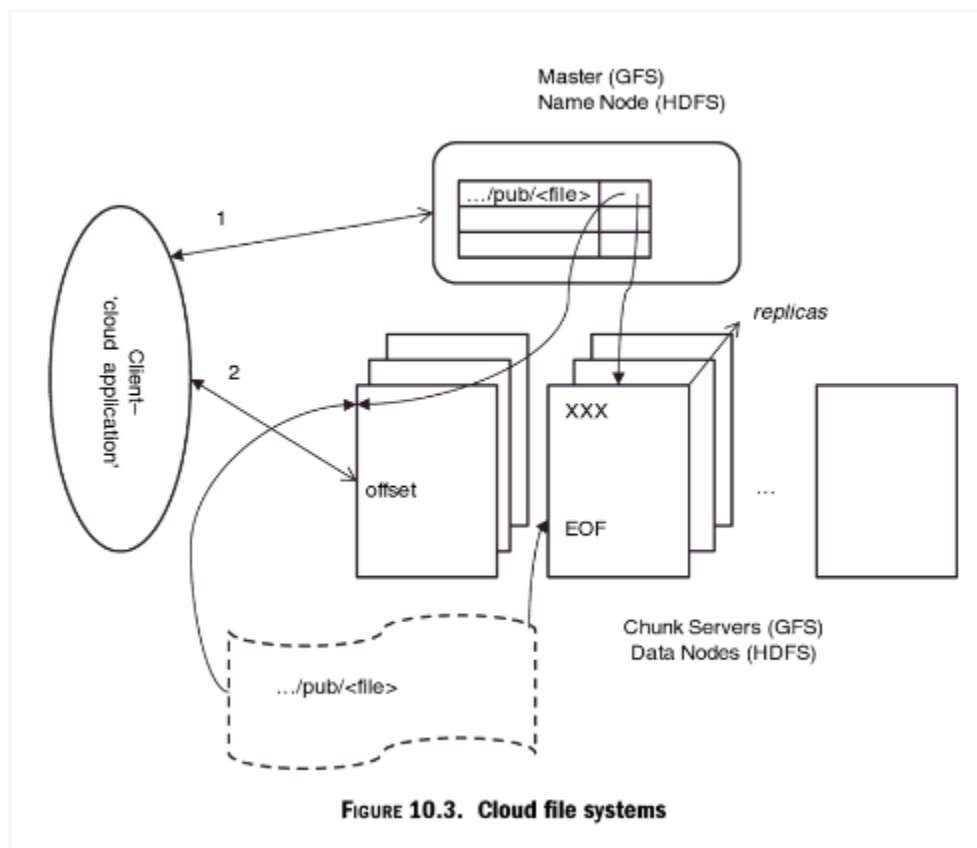 Master (GFS)
Name Node (HDFS)
…/pub/<file>
1
replicas
Client–
'cloud application'
2
XXX
offset
…
EOF
Chunk Servers (GFS)
Data Nodes (HDFS)
…/pub/<file>
FIGURE 10.3. Cloud file systems